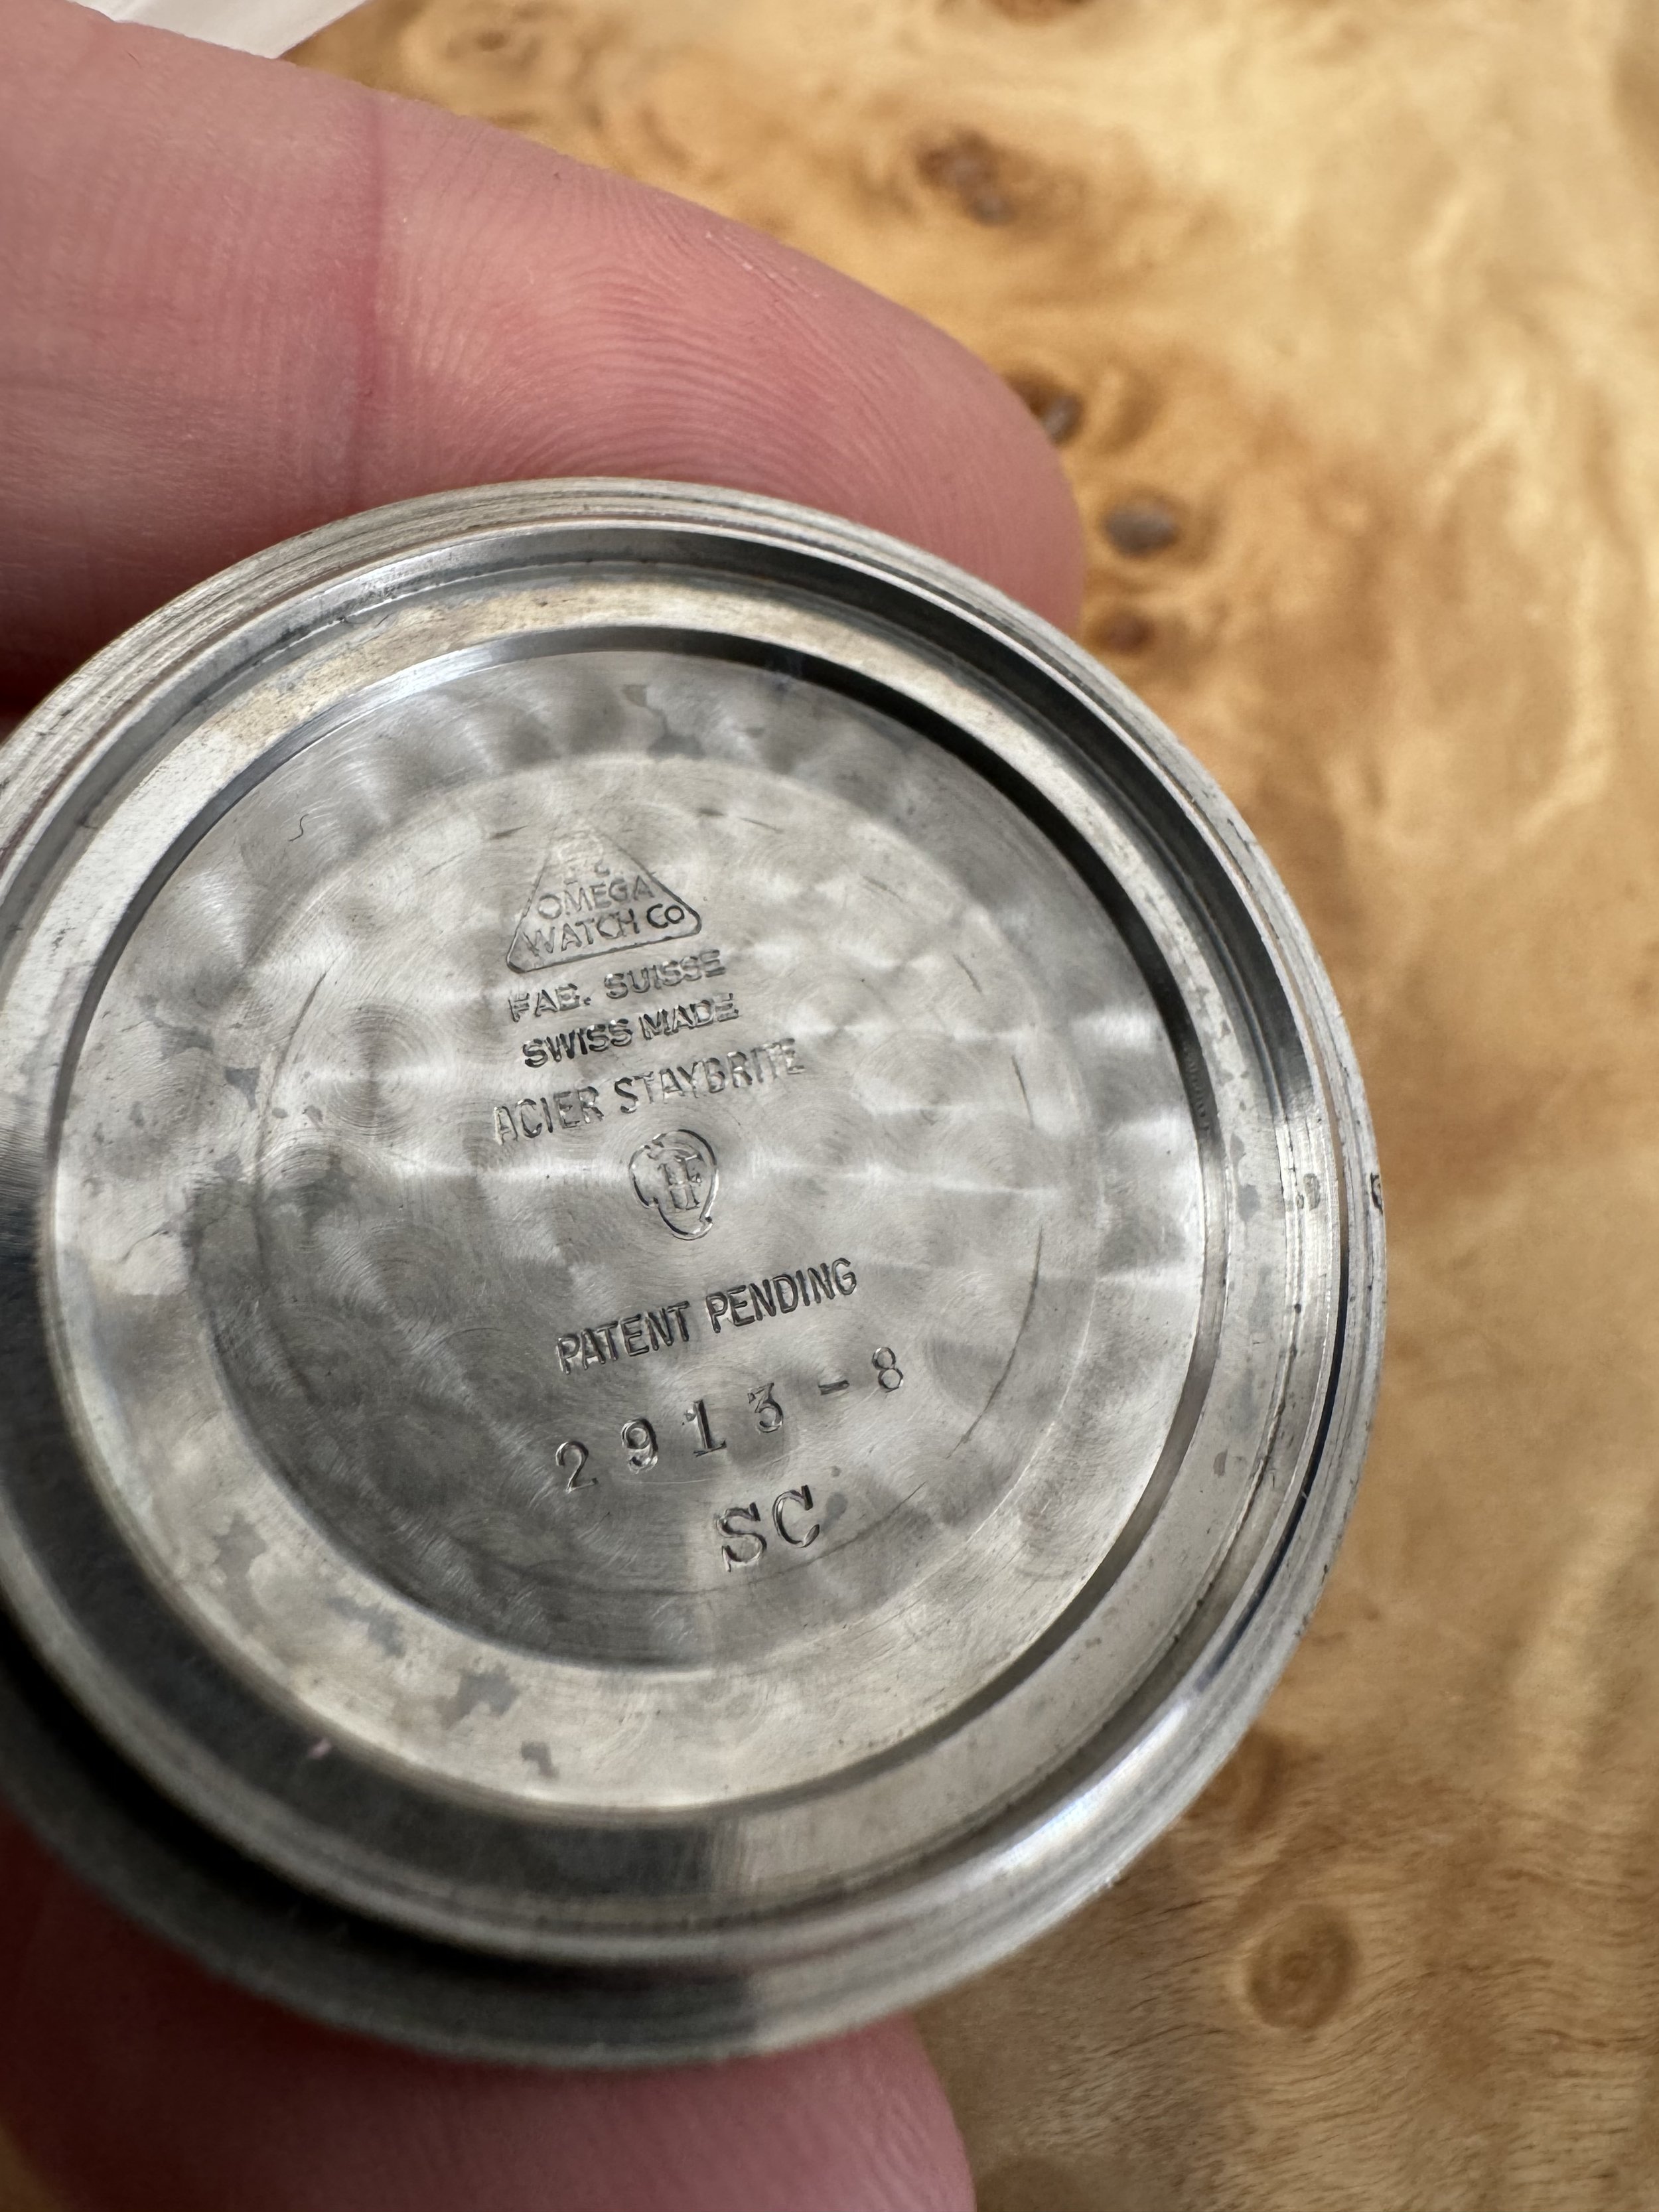 Ω
OMEGA
WATCH Co
FAB. SUISSE
SWISS MADE
ACIER STAYBRITE
HF
PATENT PENDING
2913-8
SC